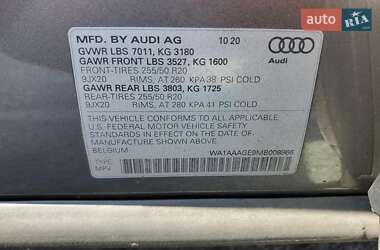 AUTO RIA
MFD. BY AUDI AG 10 20
GVWR LBS 7011, KG 3180
GAWR FRONT LBS 3527, KG 1600
FRONT-TIRES 255/50 R20
9JX20 RIMS, AT 260 KPA 38 PSI COLD
GAWR REAR LBS 3803, KG 1725
REAR-TIRES 255/50 R20
9JX20 RIMS, AT 280 KPA 41 PSI COLD
Audi
THIS VEHICLE CONFORMS TO ALL APPLICABLE
U.S. FEDERAL MOTOR VEHICLE SAFETY
STANDARDS IN EFFECT ON THE DATE OF
MANUFACTURE SHOWN ABOVE
BELGIUM
TYPE:
MPV